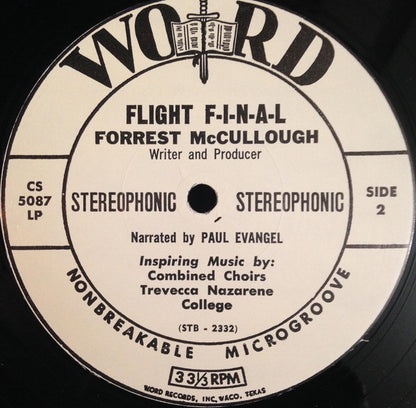 WORD
FLIGHT F-I-N-A-L
FORREST McCULLOUGH
Writer and Producer
CS
5087
LP
STEREOPHONIC STEREOPHONIC
SIDE
2
Narrated by PAUL EVANGEL
Inspiring Music by:
Combined Choirs
Trevecca Nazarene
College
(STB - 2332)
NONBREAKABLE MICROGROOVE
33⅓ RPM
WORD RECORDS, INC, WACO, TEXAS